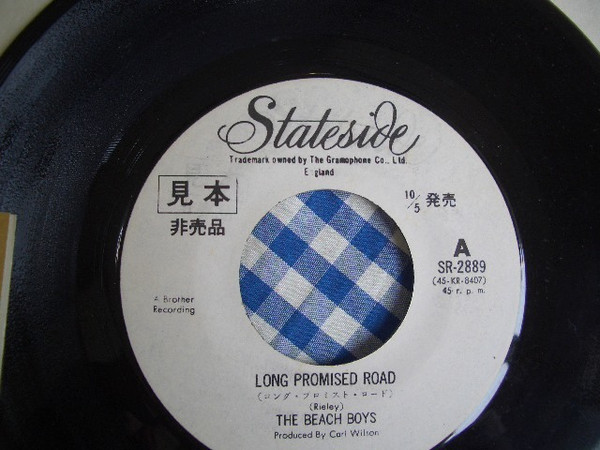 Stateside
Trademark owned by The Gramophone Co., Ltd.
England
見本
非売品
10/5 発売
A
SR-2889
(45-KR-8407)
45 r. p. m.
A Brother
Recording
LONG PROMISED ROAD
(ロング・プロミスト・ロード)
(Rieley)
THE BEACH BOYS
Produced By Carl Wilson